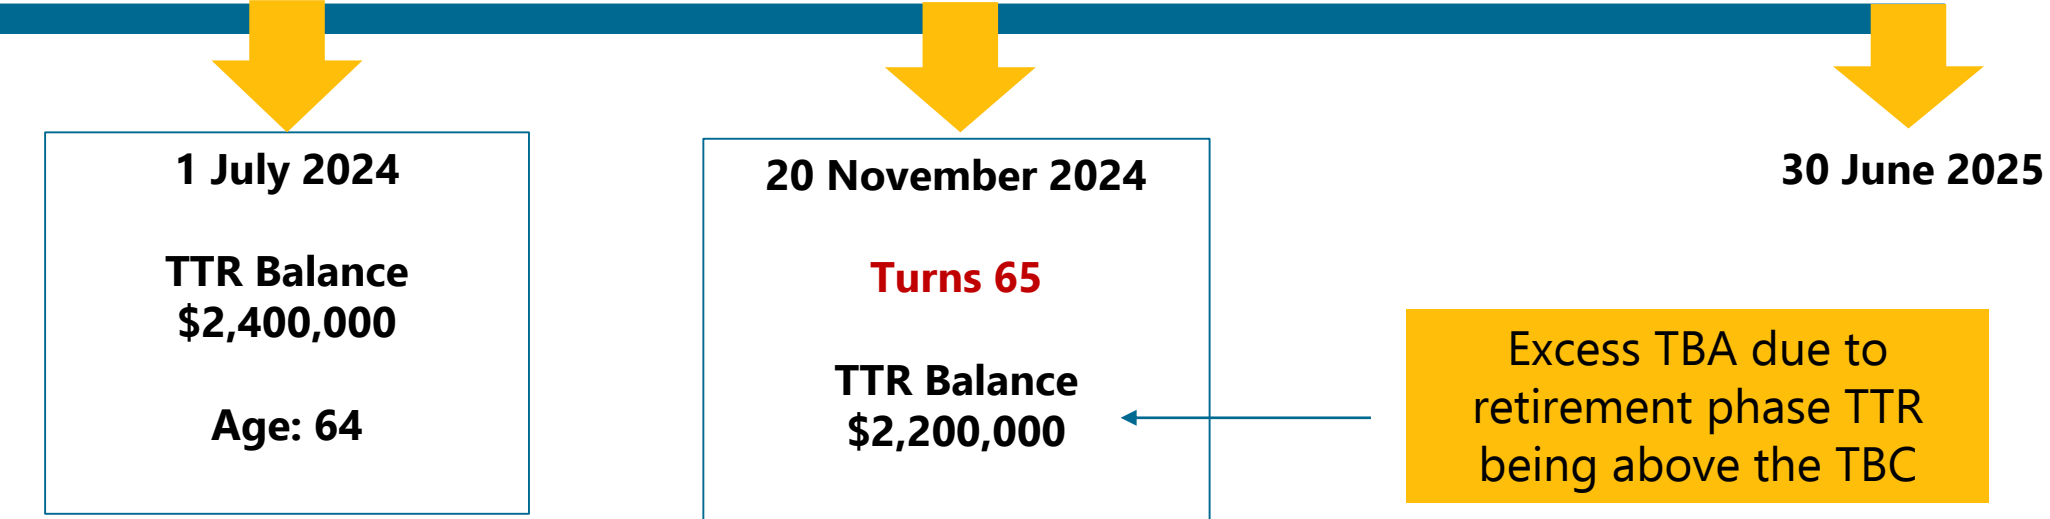 1 July 2024
TTR Balance
$2,400,000
Age: 64
20 November 2024
Turns 65
TTR Balance
$2,200,000
30 June 2025
Excess TBA due to
retirement phase TTR
being above the TBC